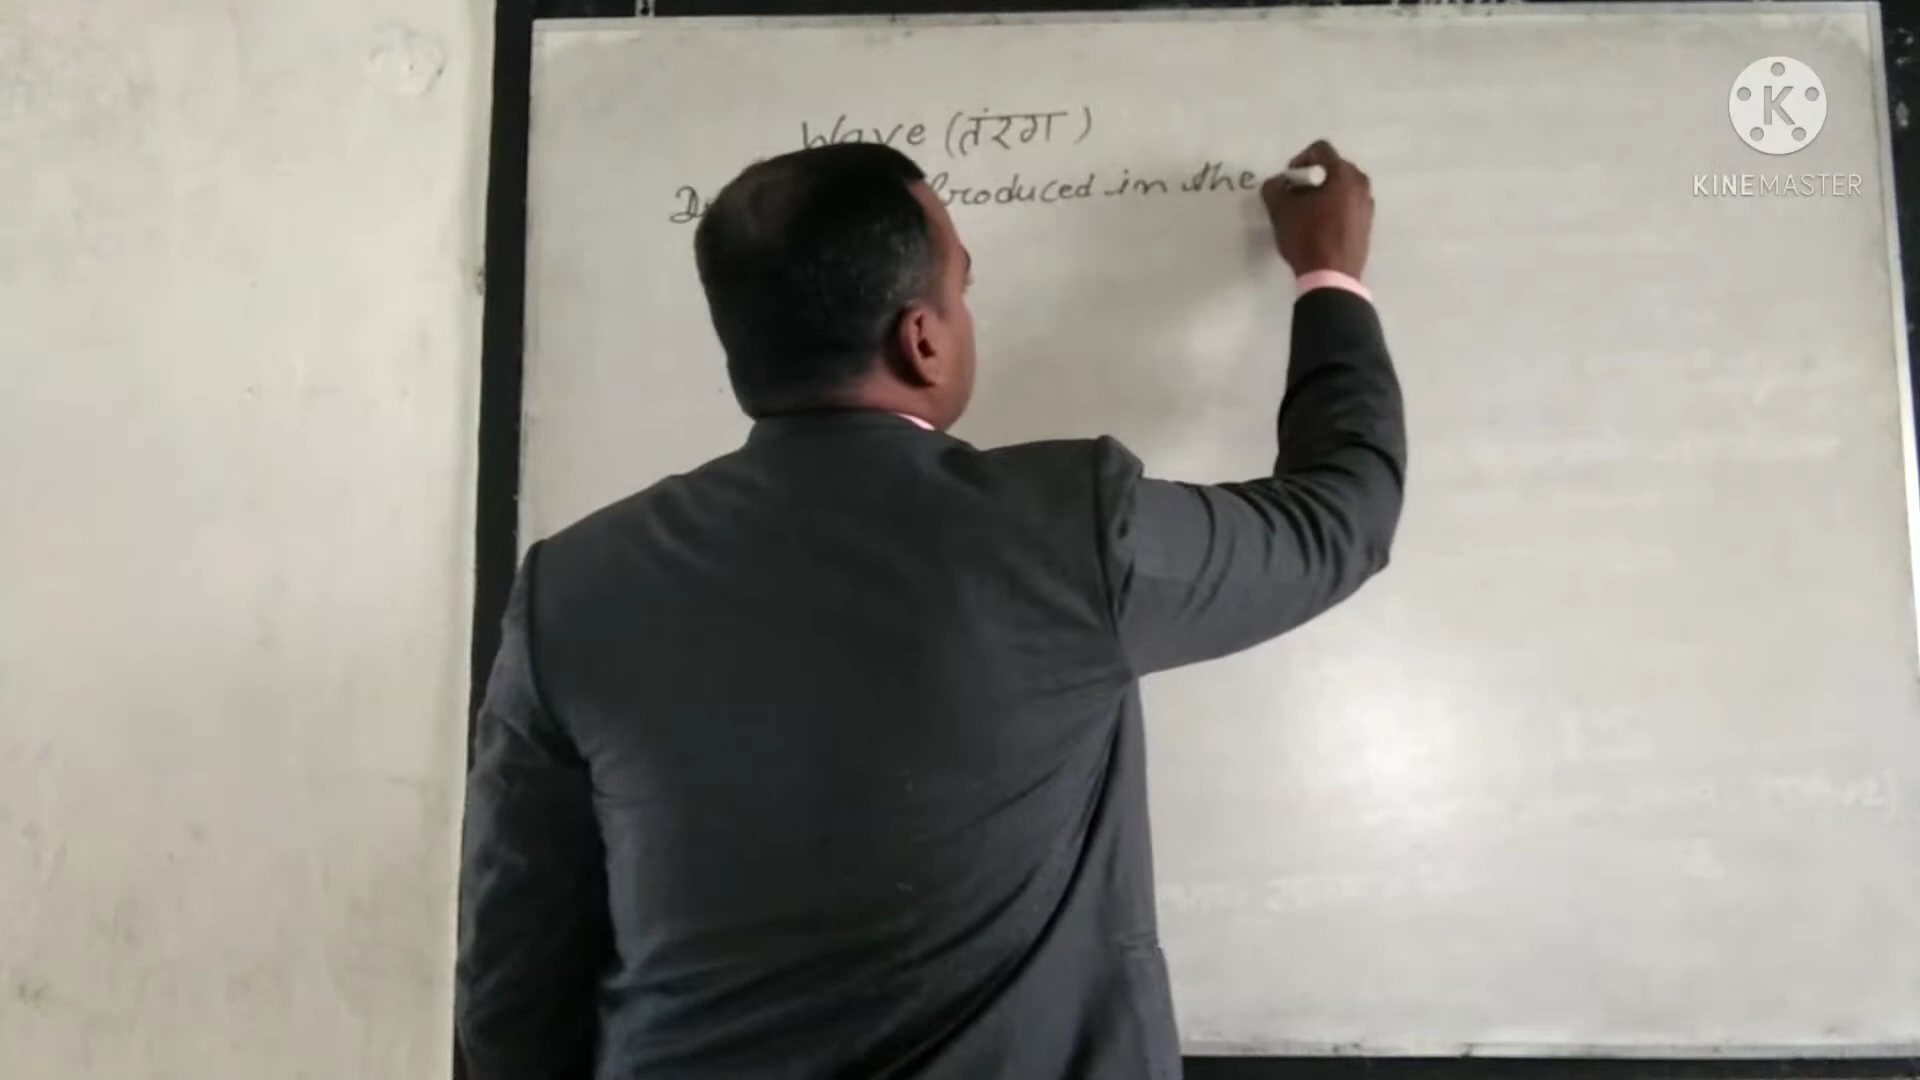 Wave (तंरग)
produced in the
KINEMASTER